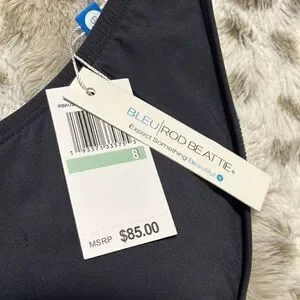 BLEU|ROD BEATTIE®
Expect Something Beautiful
8
MSRP $85.00